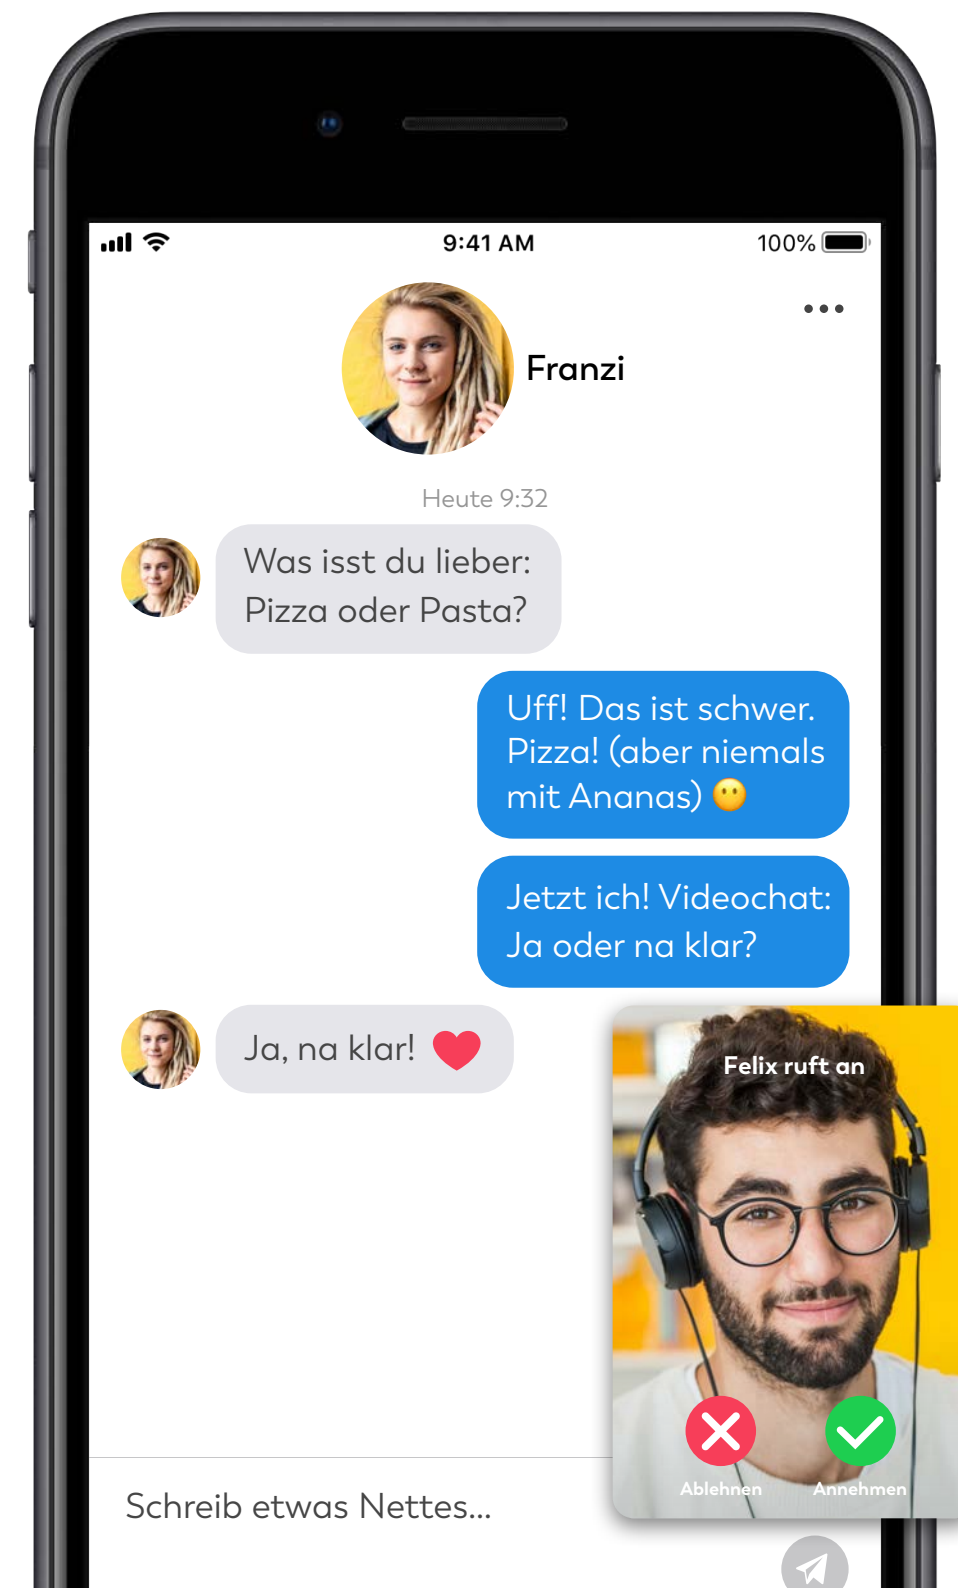 9:41 AM
100%
Franzi
Heute 9:32
Was isst du lieber:
Pizza oder Pasta?
Uff! Das ist schwer.
Pizza! (aber niemals
mit Ananas) 😶
Jetzt ich! Videochat:
Ja oder na klar?
Ja, na klar! ❤️
Felix ruft an
Ablehnen
Annehmen
Schreib etwas Nettes...